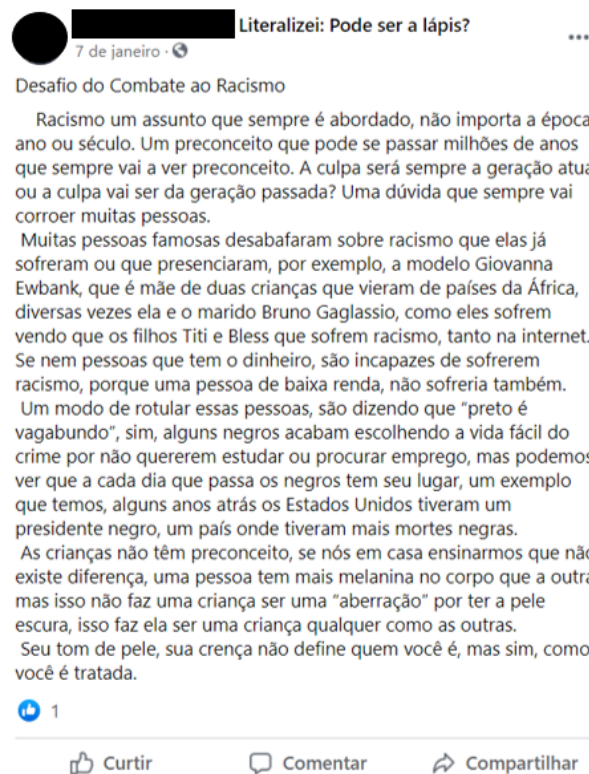 Literalizei: Pode ser a lápis?
7 de janeiro ·
Desafio do Combate ao Racismo
Racismo um assunto que sempre é abordado, não importa a época
ano ou século. Um preconceito que pode se passar milhões de anos
que sempre vai a ver preconceito. A culpa será sempre a geração atua
ou a culpa vai ser da geração passada? Uma dúvida que sempre vai
corroer muitas pessoas.
Muitas pessoas famosas desabafaram sobre racismo que elas já
sofreram ou que presenciaram, por exemplo, a modelo Giovanna
Ewbank, que é mãe de duas crianças que vieram de países da África,
diversas vezes ela e o marido Bruno Gaglassio, como eles sofrem
vendo que os filhos Titi e Bless que sofrem racismo, tanto na internet.
Se nem pessoas que tem o dinheiro, são incapazes de sofrerem
racismo, porque uma pessoa de baixa renda, não sofreria também.
Um modo de rotular essas pessoas, são dizendo que “preto é
vagabundo”, sim, alguns negros acabam escolhendo a vida fácil do
crime por não quererem estudar ou procurar emprego, mas podemos
ver que a cada dia que passa os negros tem seu lugar, um exemplo
que temos, alguns anos atrás os Estados Unidos tiveram um
presidente negro, um país onde tiveram mais mortes negras.
As crianças não têm preconceito, se nós em casa ensinarmos que não
existe diferença, uma pessoa tem mais melanina no corpo que a outra
mas isso não faz uma criança ser uma “aberração” por ter a pele
escura, isso faz ela ser uma criança qualquer como as outras.
Seu tom de pele, sua crença não define quem você é, mas sim, como
você é tratada.
1
Curtir Comentar Compartilhar